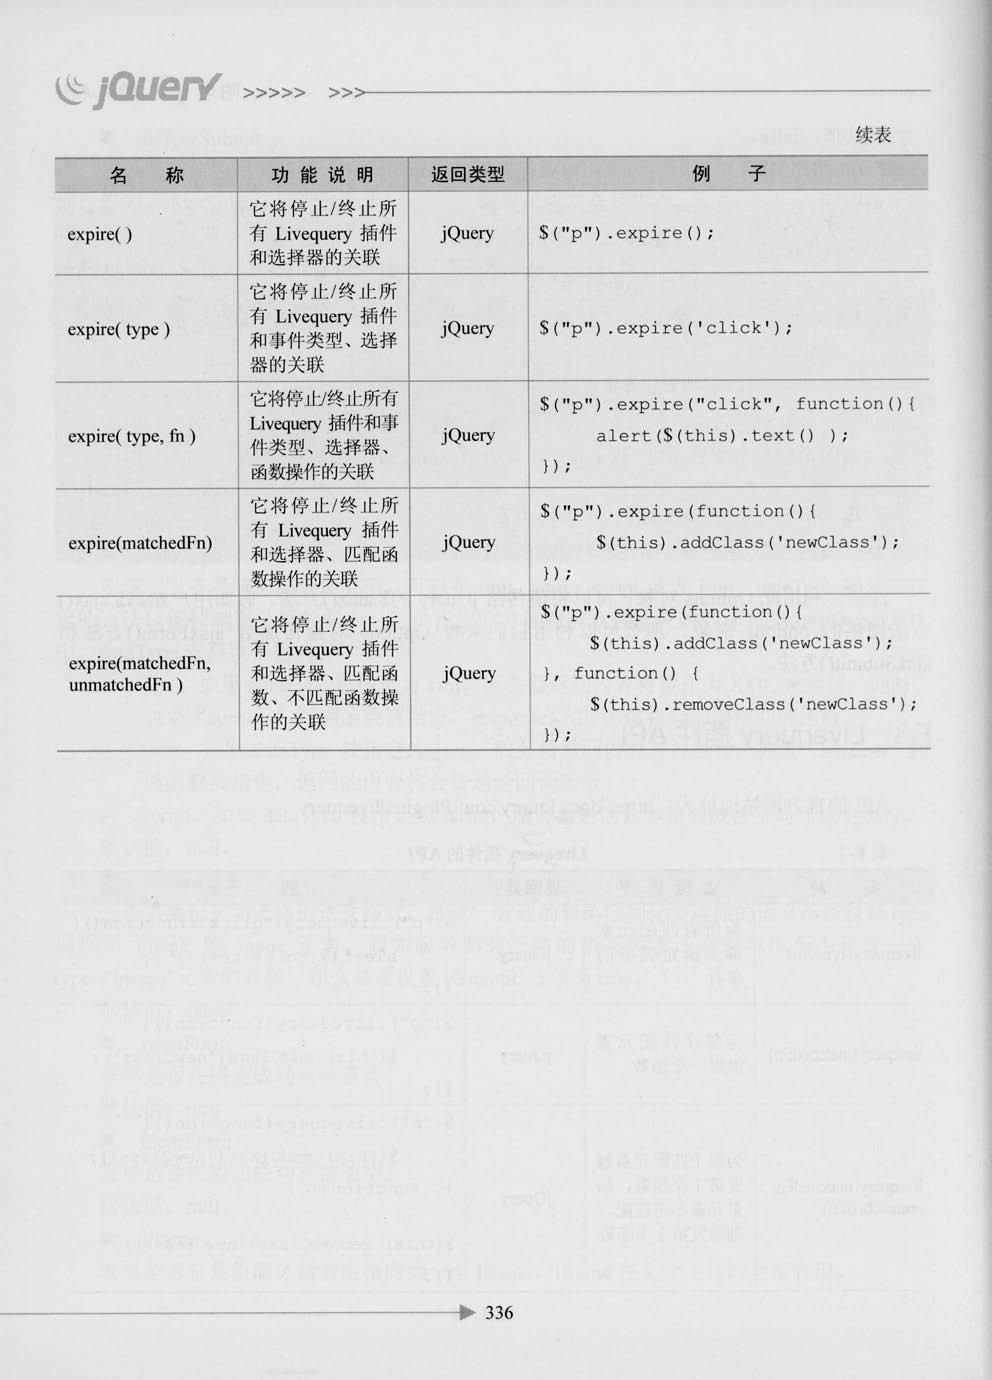 jQuery >>>>> >>>
续表
名 称 功 能 说 明 返回类型 例 子
expire( )
它将停止/终止所
有 Livequery 插件
和选择器的关联
jQuery
$("p").expire();
expire( type )
它将停止/终止所
有 Livequery 插件
和事件类型、选择
器的关联
jQuery
$("p").expire('click');
expire( type, fn )
它将停止/终止所有
Livequery 插件和事
件类型、选择器、
函数操作的关联
jQuery
$("p").expire("click", function(){
alert($(this).text() );
});
expire(matchedFn)
它将停止/终止所
有 Livequery 插件
和选择器、匹配函
数操作的关联
jQuery
$("p").expire(function(){
$(this).addClass('newClass');
});
expire(matchedFn,
unmatchedFn )
它将停止/终止所
有 Livequery 插件
和选择器、匹配函
数、不匹配函数操
作的关联
jQuery
$("p").expire(function(){
$(this).addClass('newClass');
}, function() {
$(this).removeClass('newClass');
});
336